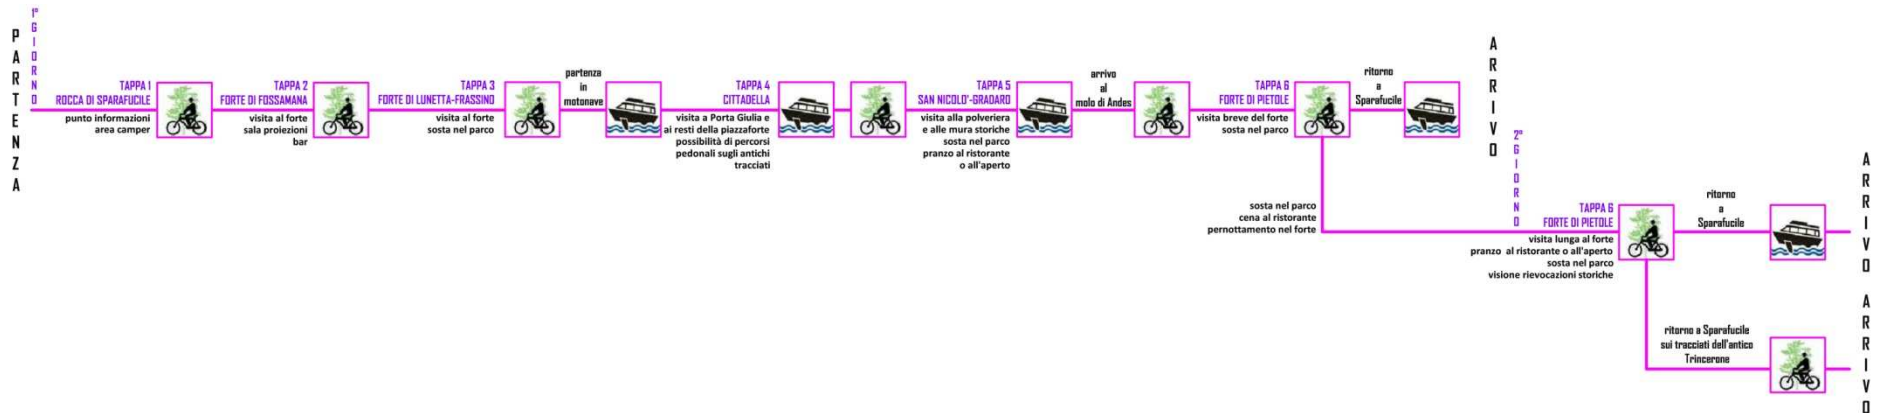 PARTENZA
1° GIORNO
TAPPA 1
ROCCA DI SPARAFUCILE
punto informazioni
area camper
TAPPA 2
FORTE DI FOSSAMANA
visita al forte
sala proiezioni
bar
TAPPA 3
FORTE DI LUNETTA-FRASSINO
visita al forte
sosta nel parco
partenza
in
motonave
TAPPA 4
CITTADELLA
visita a Porta Giulia e
ai resti della piazzaforte
possibilità di percorsi
pedonali sugli antichi
tracciati
TAPPA 5
SAN NICOLO'-GRADARO
visita alla polveriera
e alle mura storiche
sosta nel parco
pranzo al ristorante
o all'aperto
arrivo
al
molo di Andes
TAPPA 6
FORTE DI PIETOLE
visita breve del forte
sosta nel parco
ritorno
a
Sparafucile
ARRIVO
sosta nel parco
cena al ristorante
pernottamento nel forte
2° GIORNO
TAPPA 6
FORTE DI PIETOLE
visita lunga al forte
pranzo al ristorante o all'aperto
sosta nel parco
visione rievocazioni storiche
ritorno
a
Sparafucile
ARRIVO
ritorno a Sparafucile
sui tracciati dell'antico
Trincerone
ARRIVO